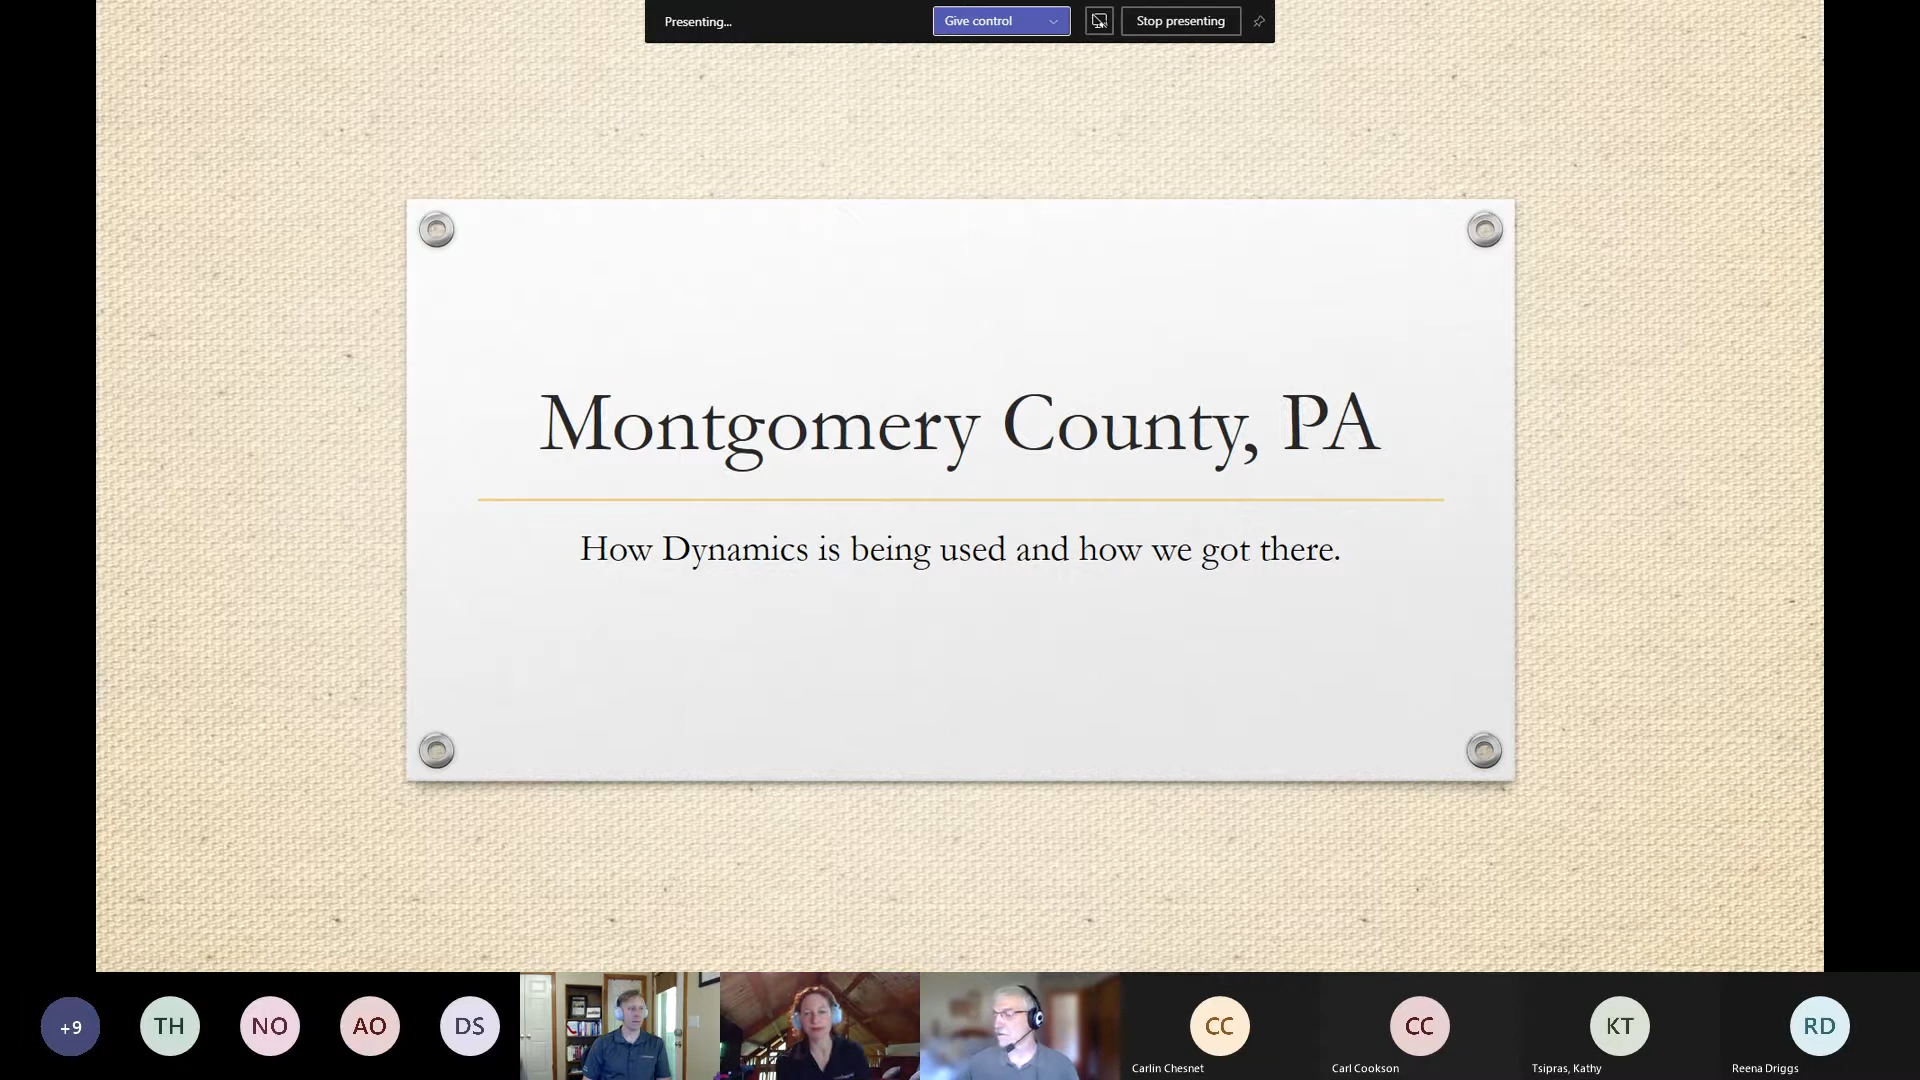 Presenting...
Give control
Stop presenting
Montgomery County, PA
How Dynamics is being used and how we got there.
+9
TH
NO
AO
DS
CC
CC
KT
RD
Carlin Chesnet
Carl Cookson
Tsipras, Kathy
Reena Driggs